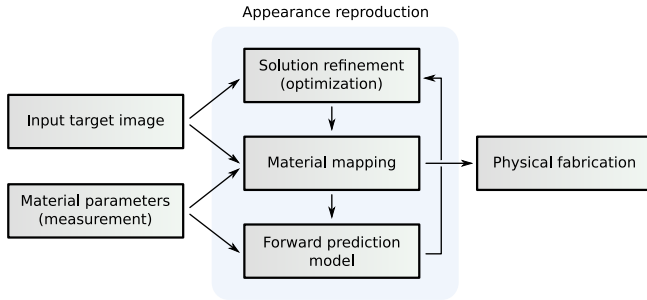 Appearance reproduction
Solution refinement
(optimization)
Input target image
Material mapping
Physical fabrication
Material parameters
(measurement)
Forward prediction
model